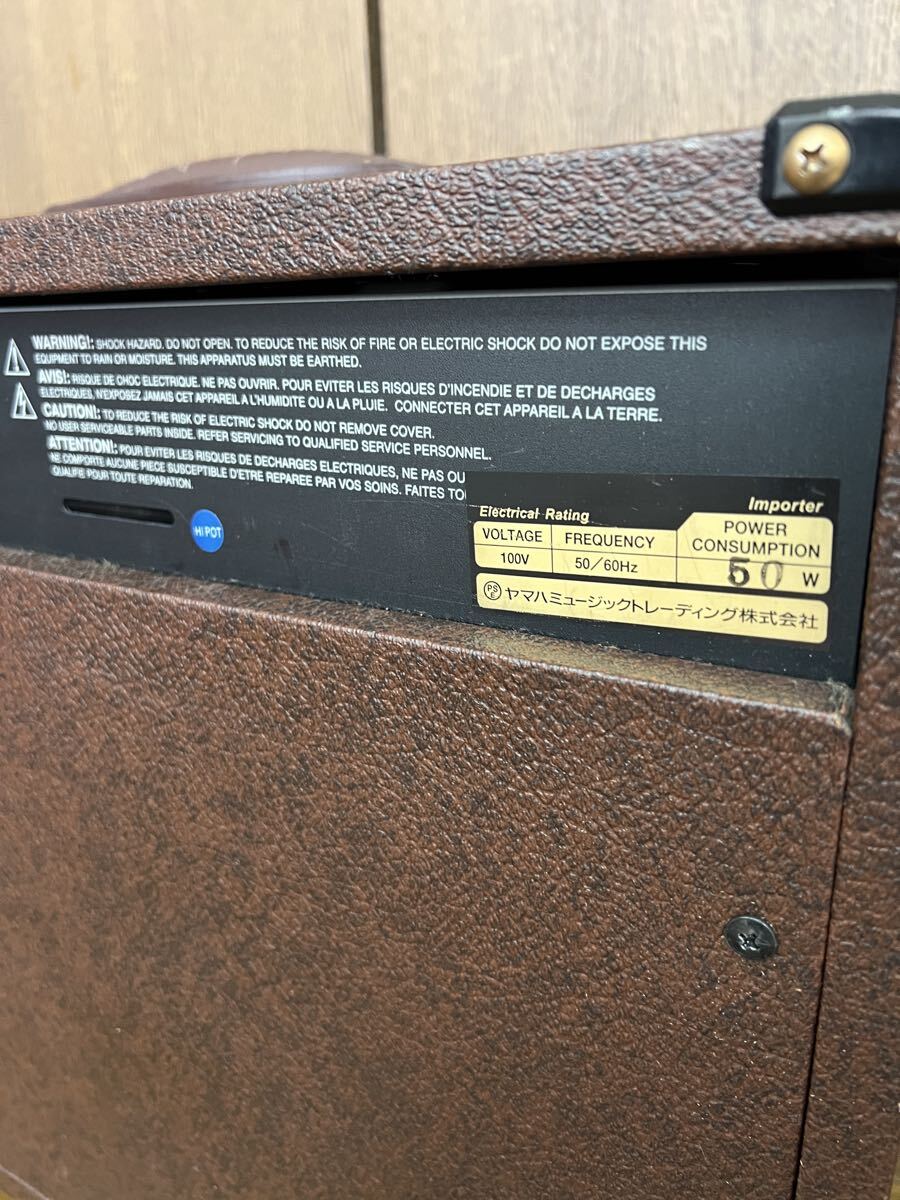 WARNING!: SHOCK HAZARD. DO NOT OPEN. TO REDUCE THE RISK OF FIRE OR ELECTRIC SHOCK DO NOT EXPOSE THIS
EQUIPMENT TO RAIN OR MOISTURE. THIS APPARATUS MUST BE EARTHED.
AVIS!: RISQUE DE CHOC ELECTRIQUE. NE PAS OUVRIR. POUR EVITER LES RISQUES D'INCENDIE ET DE DECHARGES
ELECTRIQUES, N'EXPOSEZ JAMAIS CET APPAREIL A L'HUMIDITE OU A LA PLUIE. CONNECTER CET APPAREIL A LA TERRE.
CAUTION!: TO REDUCE THE RISK OF ELECTRIC SHOCK DO NOT REMOVE COVER.
NO USER SERVICEABLE PARTS INSIDE. REFER SERVICING TO QUALIFIED SERVICE PERSONNEL.
ATTENTION!: POUR EVITER LES RISQUES DE DECHARGES ELECTRIQUES, NE PAS OU
NE COMPORTE AUCUNE PIECE SUSCEPTIBLE D'ETRE REPAREE PAR VOS SOINS. FAITES TO
QUALIFIE POUR TOUTE REPARATION.
HI POT
Electrical Rating Importer
VOLTAGE FREQUENCY POWER CONSUMPTION
100V 50/60Hz 50 W
PSE ヤマハミュージックトレーディング株式会社